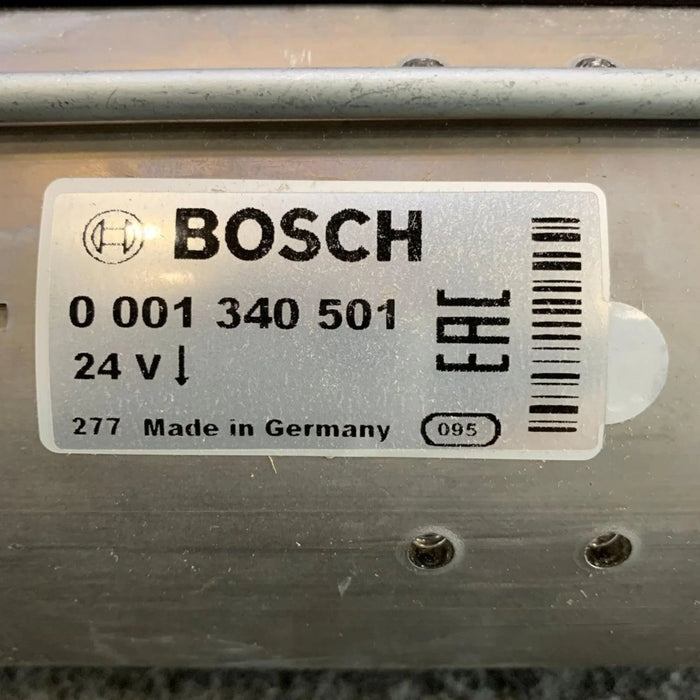 BOSCH
0 001 340 501
24 V↓
EAC
277 Made in Germany
095